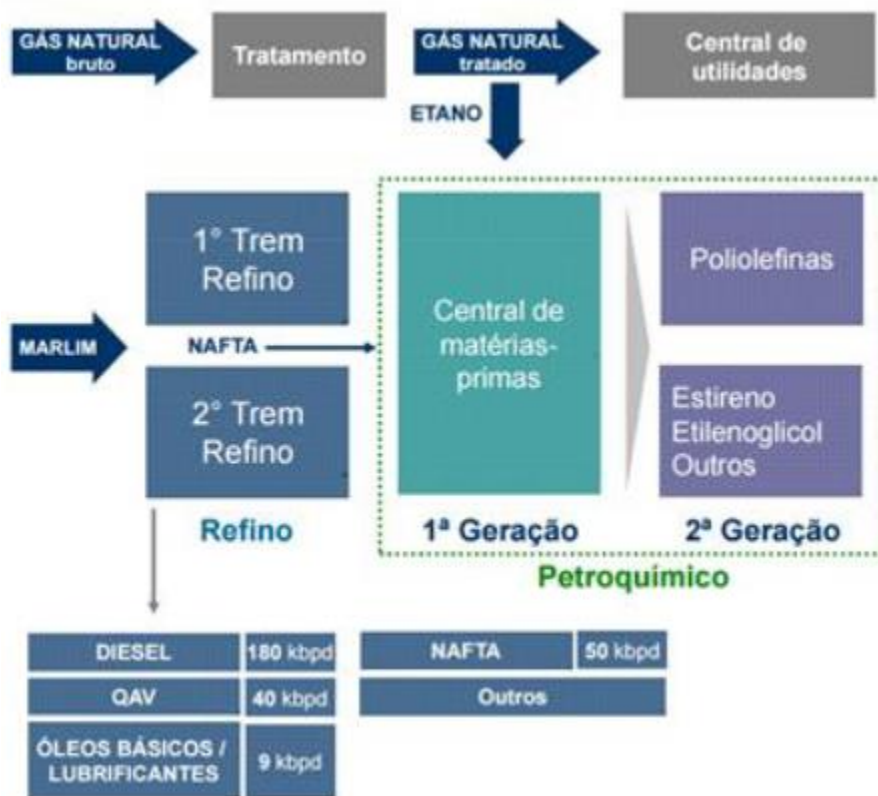 GÁS NATURAL
bruto
Tratamento
GÁS NATURAL
tratado
Central de
utilidades
ETANO
1° Trem
Refino
MARLIM
NAFTA
2° Trem
Refino
Refino
Central de
matérias-
primas
1ª Geração
Poliolefinas
Estireno
Etilenoglicol
Outros
2ª Geração
Petroquímico
DIESEL 180 kbpd
QAV 40 kbpd
ÓLEOS BÁSICOS /
LUBRIFICANTES 9 kbpd
NAFTA 50 kbpd
Outros